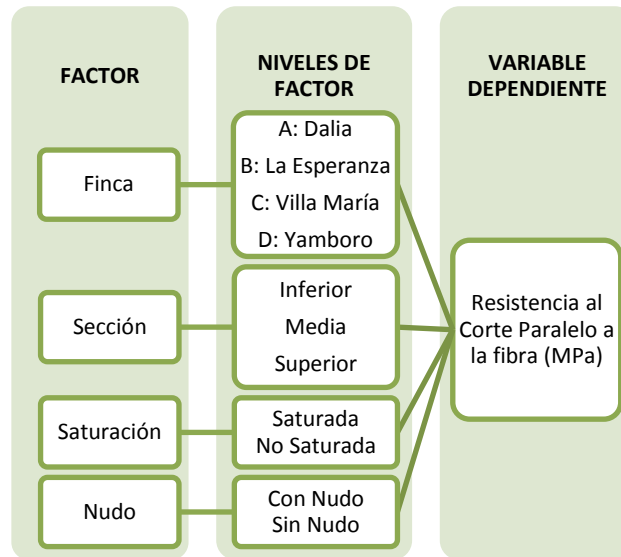 FACTOR
NIVELES DE
FACTOR
VARIABLE
DEPENDIENTE
Finca
A: Dalia
B: La Esperanza
C: Villa María
D: Yamboro
Sección
Inferior
Media
Superior
Saturación
Saturada
No Saturada
Nudo
Con Nudo
Sin Nudo
Resistencia al
Corte Paralelo a
la fibra (MPa)